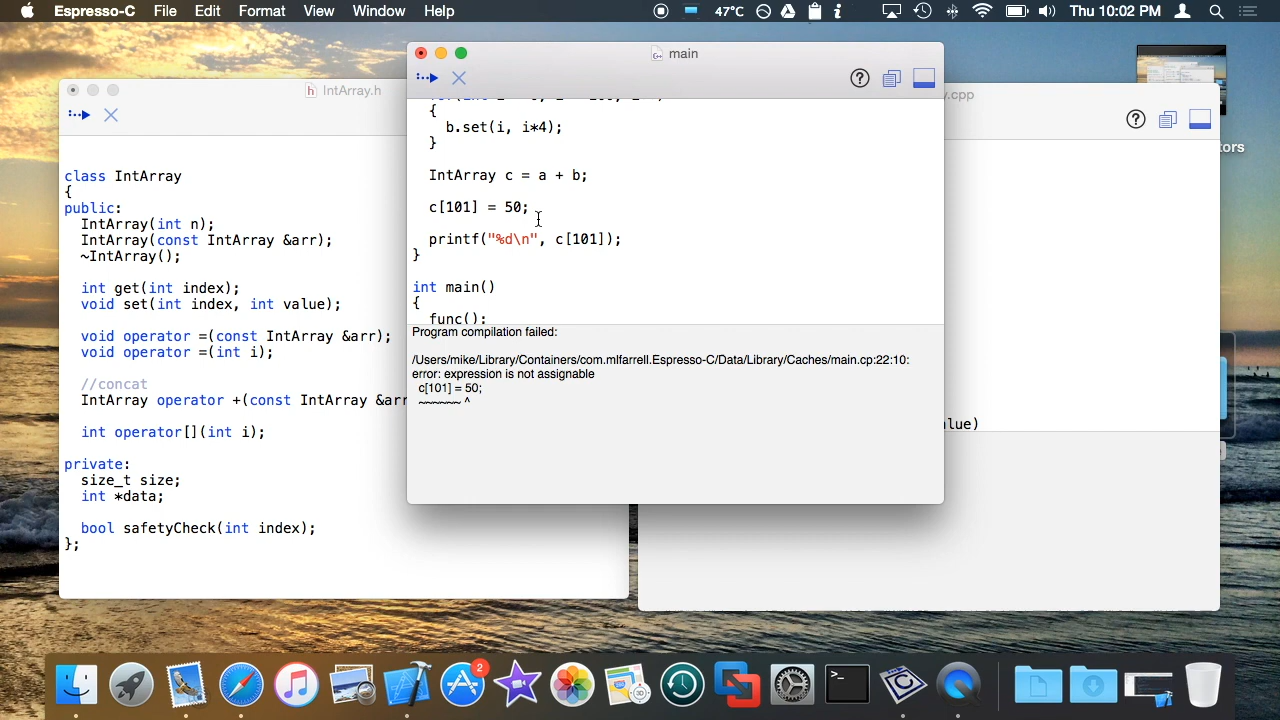 Espresso-C File Edit Format View Window Help 47°C Thu 10:02 PM
IntArray.h
class IntArray
{
public:
IntArray(int n);
IntArray(const IntArray &arr);
~IntArray();
int get(int index);
void set(int index, int value);
void operator =(const IntArray &arr);
void operator =(int i);
//concat
IntArray operator +(const IntArray &arr
int operator[](int i);
private:
size_t size;
int *data;
bool safetyCheck(int index);
};
main
{
b.set(i, i*4);
}
IntArray c = a + b;
c[101] = 50;
printf("%d\n", c[101]);
}
int main()
{
func();
Program compilation failed:
/Users/mike/Library/Containers/com.mlfarrell.Espresso-C/Data/Library/Caches/main.cp:22:10:
error: expression is not assignable
c[101] = 50;
~~~~~~ ^
.cpp
lue)
tors
2